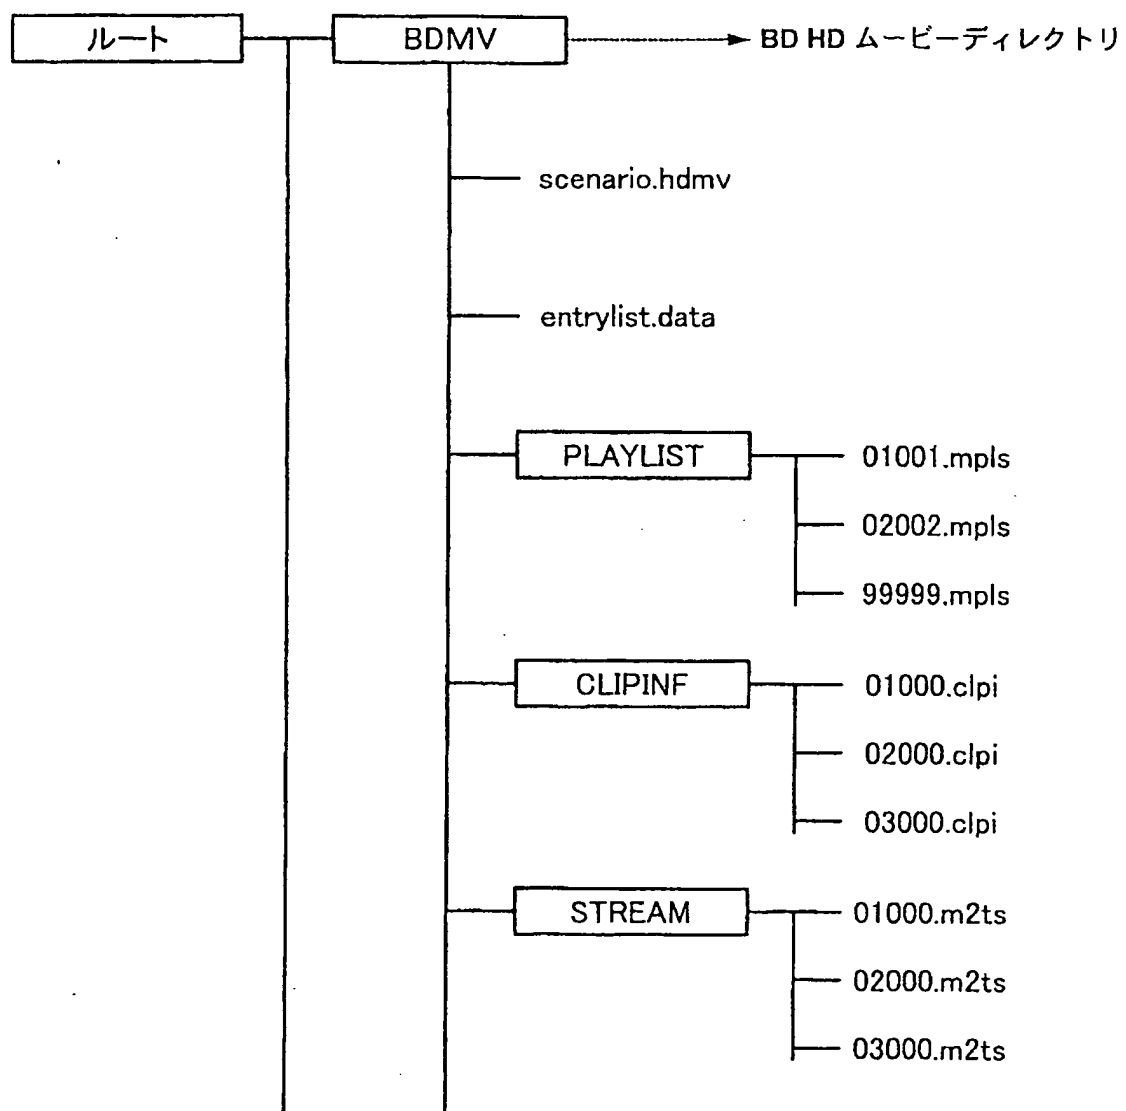 ルート
BDMV
BD HD ムービーディレクトリ
scenario.hdmv
entrylist.data
PLAYLIST
01001.mpls
02002.mpls
99999.mpls
CLIPINF
01000.clpi
02000.clpi
03000.clpi
STREAM
01000.m2ts
02000.m2ts
03000.m2ts